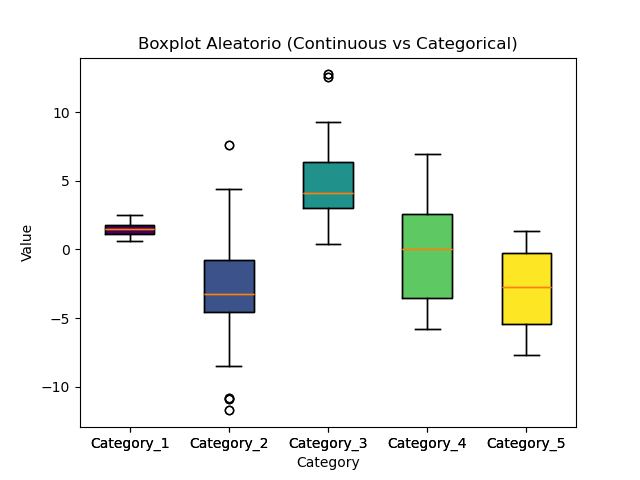 Boxplot Aleatorio (Continuous vs Categorical)
Value
10
5
0
−5
−10
Category_1 Category_2 Category_3 Category_4 Category_5
Category